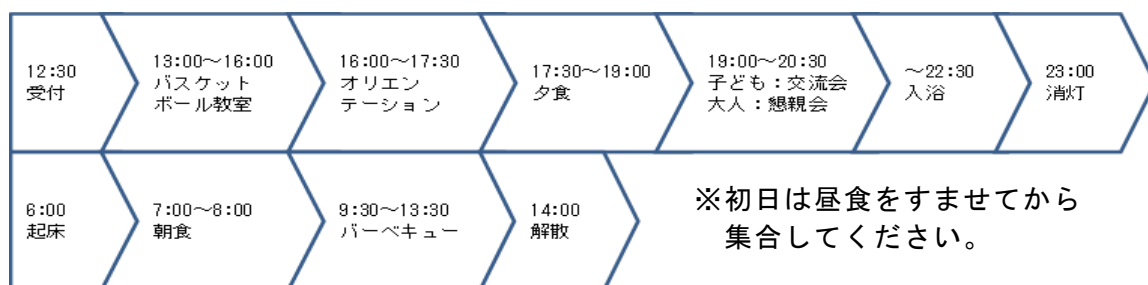 12:30
受付
13:00～16:00
バスケット
ボール教室
16:00～17:30
オリエン
テーション
17:30～19:00
夕食
19:00～20:30
子ども：交流会
大人：懇親会
～22:30
入浴
23:00
消灯
6:00
起床
7:00～8:00
朝食
9:30～13:30
バーベキュー
14:00
解散
※初日は昼食をすませてから
集合してください。